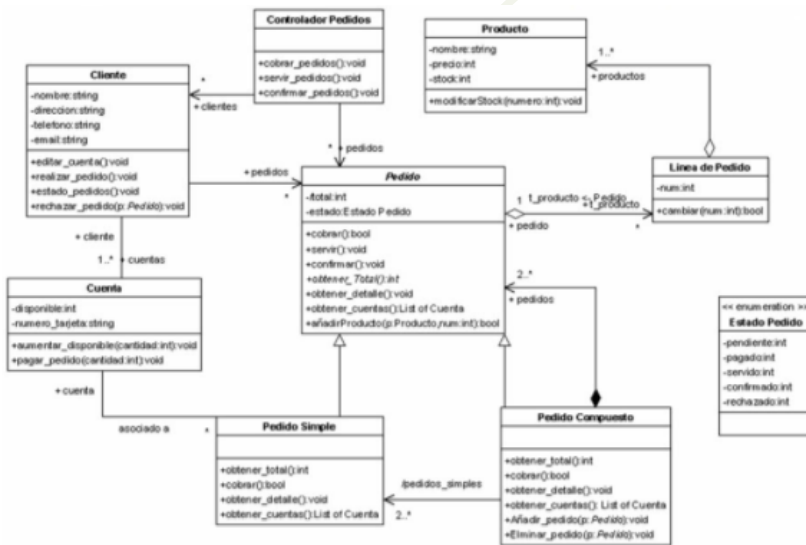 Controlador Pedidos
+cobrar_pedidos():void
+servir_pedidos():void
+confirmar_pedidos():void
Producto
-nombre:string
-precio:int
-stock:int
+modificarStock(numero:int):void
1..*
+ productos
Cliente
-nombre:string
-direccion:string
-telefono:string
-email:string
+editar_cuenta():void
+realizar_pedido():void
+estado_pedidos():void
+rechazar_pedido(p:Pedido):void
*
+ clientes
* + pedidos
+ pedidos
*
Pedido
-/total:int
-estado:Estado Pedido
+cobrar():bool
+servir():void
+confirmar():void
+obtener_Total():int
+obtener_detalle():void
+obtener_cuentas():List of Cuenta
+añadirProducto(p:Producto,num:int):bool
1
t_producto <- Pedido
+t_producto
+ pedido
*
Linea de Pedido
-num:int
+cambiar(num:int):bool
+ cliente
1..* + cuentas
Cuenta
-disponible:int
-numero_tarjeta:string
+aumentar_disponible(cantidad:int):void
+pagar_pedido(cantidad:int):void
2..*
+ pedidos
<< enumeration >>
Estado Pedido
-pendiente:int
-pagado:int
-servido:int
-confirmado:int
-rechazado:int
+ cuenta
asociado a
*
Pedido Simple
+obtener_total():int
+cobrar():bool
+obtener_detalle():void
+obtener_cuentas():List of Cuenta
/pedidos_simples
2..*
Pedido Compuesto
+obtener_total():int
+cobrar():bool
+obtener_detalle():void
+obtener_cuentas(): List of Cuenta
+Añadir_pedido(p:Pedido):void
+Elminar_pedido(p:Pedido):void